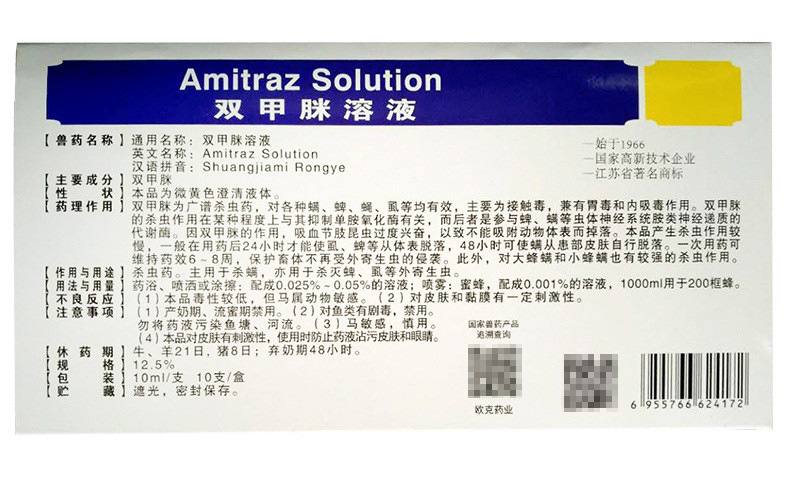 Amitraz Solution
双甲脒溶液
【兽药名称】通用名称：双甲脒溶液
英文名称：Amitraz Solution
汉语拼音：Shuangjiami Rongye
—始于1966
—国家高新技术企业
—江苏省著名商标
【主要成分】双甲脒
【性 状】本品为微黄色澄清液体。
【药理作用】双甲脒为广谱杀虫药，对各种螨、蜱、蝇、虱等均有效，主要为接触毒，兼有胃毒和内吸毒作用。双甲脒
的杀虫作用在某种程度上与其抑制单胺氧化酶有关，而后者是参与蜱、螨等虫体神经系统胺类神经递质的
代谢酶。因双甲脒的作用，吸血节肢昆虫过度兴奋，以致不能吸附动物体表而掉落。本品产生杀虫作用较
慢，一般在用药后24小时才能使虱、蜱等从体表脱落，48小时可使螨从患部皮肤自行脱落。一次用药可
维持药效6～8周，保护畜体不再受外寄生虫的侵袭。此外，对大蜂螨和小蜂螨也有较强的杀虫作用。
【作用与用途】杀虫药。主用于杀螨，亦用于杀灭蜱、虱等外寄生虫。
【用法与用量】药浴、喷洒或涂擦：配成0.025%～0.05%的溶液；喷雾：蜜蜂，配成0.001%的溶液，1000ml用于200框蜂。
【不良反应】（1）本品毒性较低，但马属动物敏感。（2）对皮肤和黏膜有一定刺激性。
【注意事项】（1）产奶期、流蜜期禁用。（2）对鱼类有剧毒，禁用。
勿将药液污染鱼塘、河流。（3）马敏感，慎用。
（4）本品对皮肤有刺激性，使用时防止药液沾污皮肤和眼睛。
【休 药 期】牛、羊21日，猪8日；弃奶期48小时。
【规 格】12.5%
【包 装】10ml/支 10支/盒
【贮 藏】遮光，密封保存。
国家兽药产品
追溯查询
欧克药业
6 955766 624172